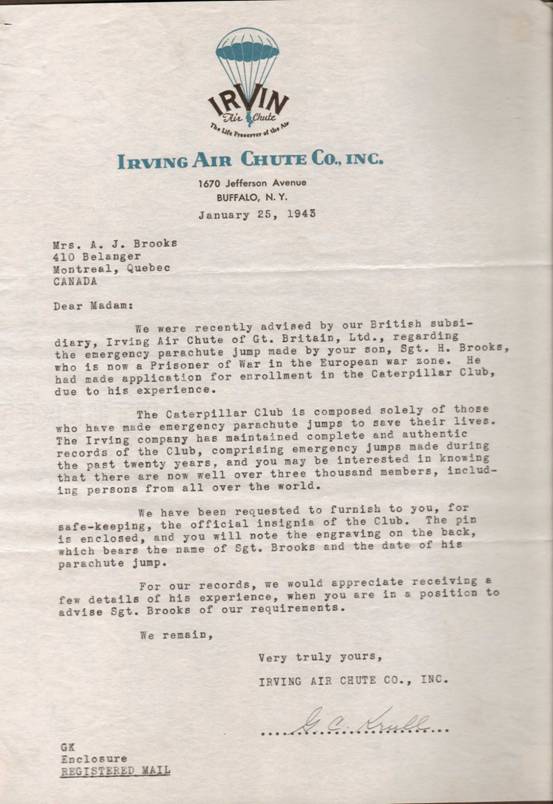 IRVIN
Air Chute
The Life Preserver of the Air
IRVING AIR CHUTE CO., INC.
1670 Jefferson Avenue
BUFFALO, N. Y.
January 25, 1943
Mrs. A. J. Brooks
410 Belanger
Montreal, Quebec
CANADA
Dear Madam:
We were recently advised by our British subsi-
diary, Irving Air Chute of Gt. Britain, Ltd., regarding
the emergency parachute jump made by your son, Sgt. H. Brooks,
who is now a Prisoner of War in the European war zone. He
had made application for enrollment in the Caterpillar Club,
due to his experience.
The Caterpillar Club is composed solely of those
who have made emergency parachute jumps to save their lives.
The Irving company has maintained complete and authentic
records of the Club, comprising emergency jumps made during
the past twenty years, and you may be interested in knowing
that there are now well over three thousand members, includ-
ing persons from all over the world.
We have been requested to furnish to you, for
safe-keeping, the official insignia of the Club. The pin
is enclosed, and you will note the engraving on the back,
which bears the name of Sgt. Brooks and the date of his
parachute jump.
For our records, we would appreciate receiving a
few details of his experience, when you are in a position to
advise Sgt. Brooks of our requirements.
We remain,
Very truly yours,
IRVING AIR CHUTE CO., INC.
G. C. Krull
GK
Enclosure
REGISTERED MAIL